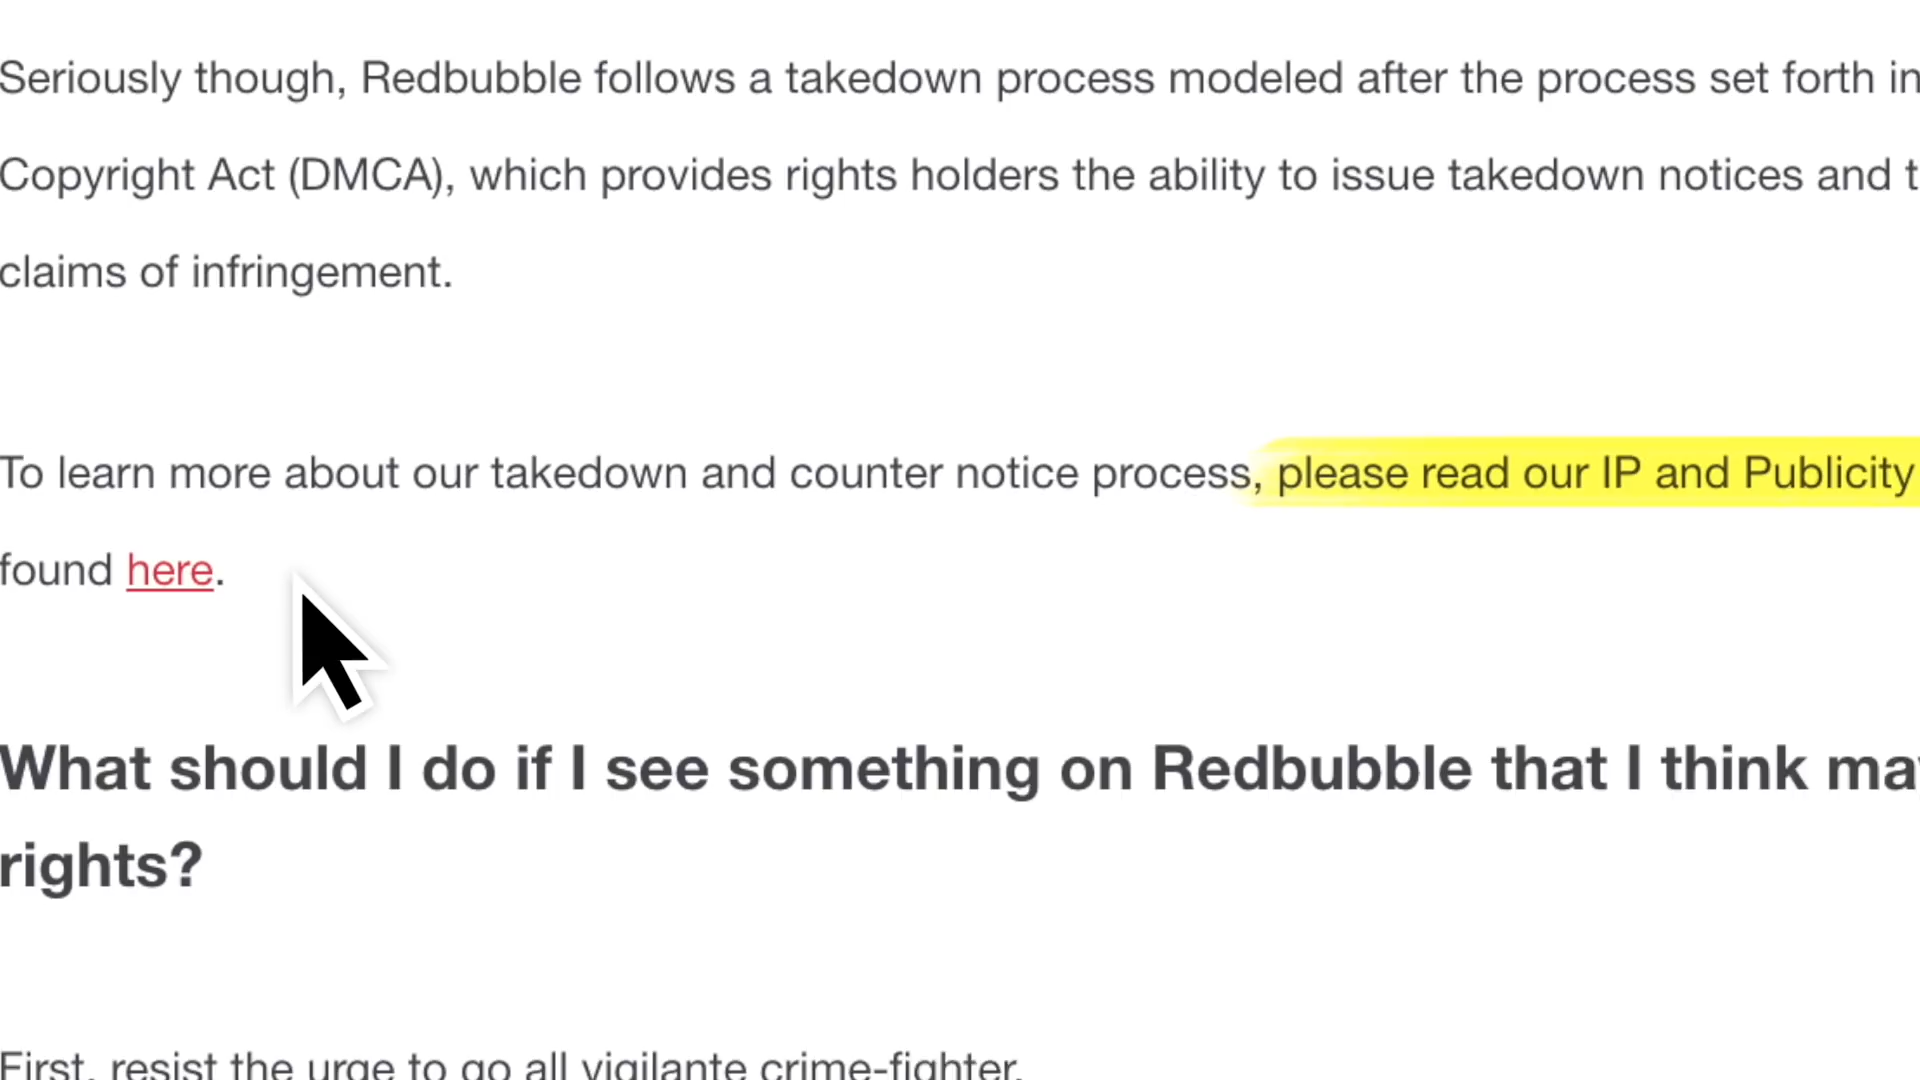 Seriously though, Redbubble follows a takedown process modeled after the process set forth in
Copyright Act (DMCA), which provides rights holders the ability to issue takedown notices and t
claims of infringement.
To learn more about our takedown and counter notice process, please read our IP and Publicity
found here.
What should I do if I see something on Redbubble that I think may
rights?
First, resist the urge to go all vigilante crime-fighter.